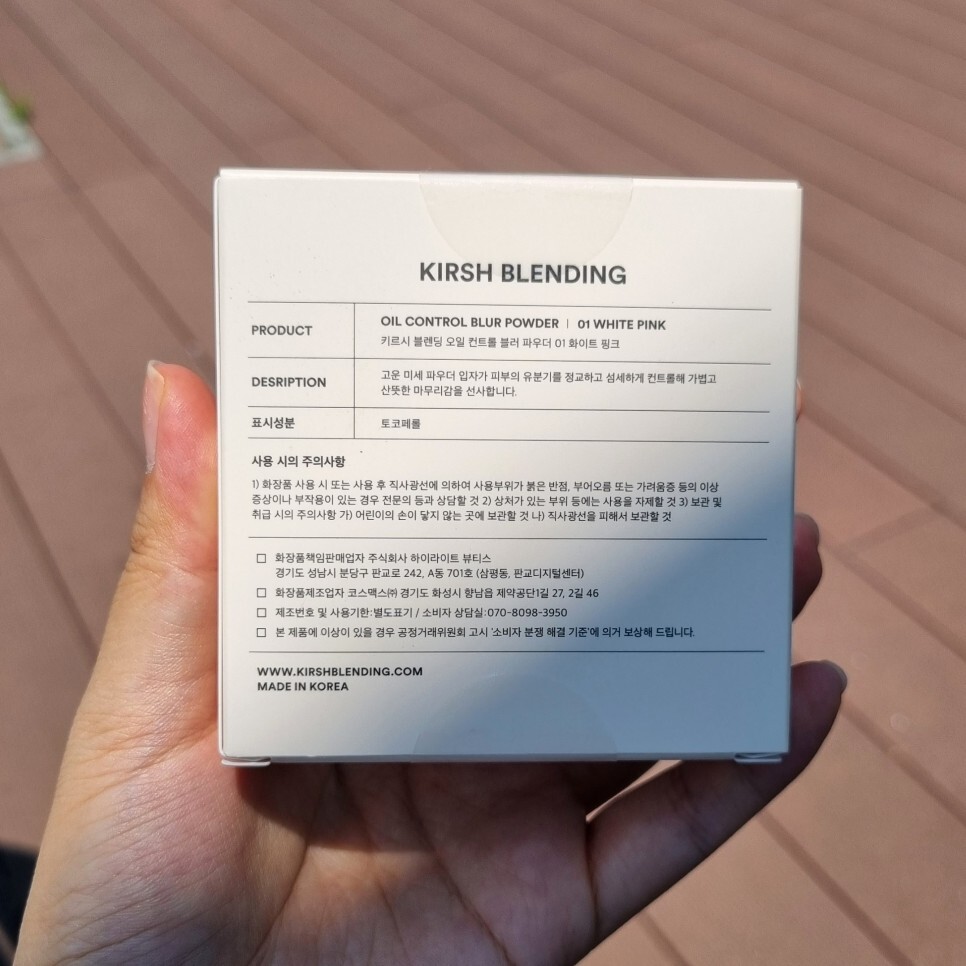 KIRSH BLENDING
PRODUCT
OIL CONTROL BLUR POWDER | 01 WHITE PINK
키르시 블렌딩 오일 컨트롤 블러 파우더 01 화이트 핑크
DESRIPTION
고운 미세 파우더 입자가 피부의 유분기를 정교하고 섬세하게 컨트롤해 가볍고
산뜻한 마무리감을 선사합니다.
표시성분
토코페롤
사용 시의 주의사항
1) 화장품 사용 시 또는 사용 후 직사광선에 의하여 사용부위가 붉은 반점, 부어오름 또는 가려움증 등의 이상
증상이나 부작용이 있는 경우 전문의 등과 상담할 것 2) 상처가 있는 부위 등에는 사용을 자제할 것 3) 보관 및
취급 시의 주의사항 가) 어린이의 손이 닿지 않는 곳에 보관할 것 나) 직사광선을 피해서 보관할 것
□ 화장품책임판매업자 주식회사 하이라이트 뷰티스
경기도 성남시 분당구 판교로 242, A동 701호 (삼평동, 판교디지털센터)
□ 화장품제조업자 코스맥스㈜ 경기도 화성시 향남읍 제약공단1길 27, 2길 46
□ 제조번호 및 사용기한:별도표기 / 소비자 상담실:070-8098-3950
□ 본 제품에 이상이 있을 경우 공정거래위원회 고시 '소비자 분쟁 해결 기준'에 의거 보상해 드립니다.
WWW.KIRSHBLENDING.COM
MADE IN KOREA